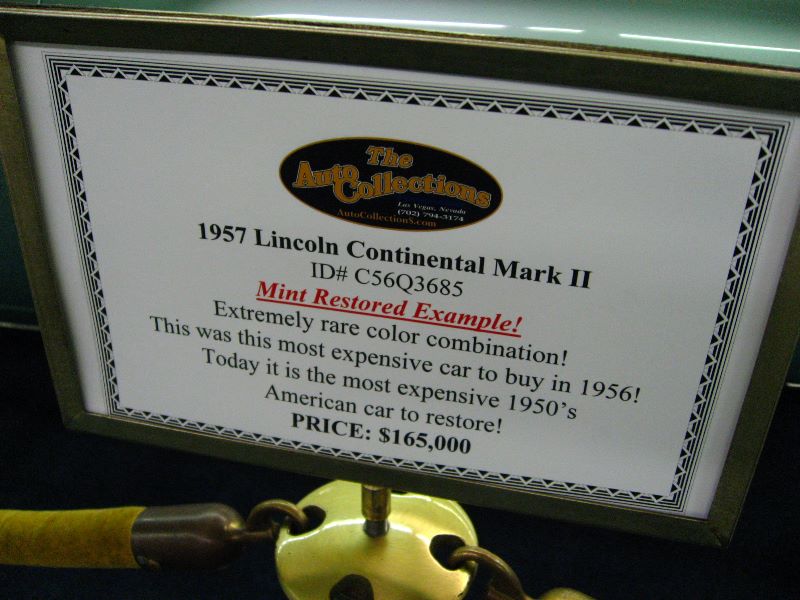 The
Auto Collections
Las Vegas, Nevada
(702) 794-3174
AutoCollectionS.com
1957 Lincoln Continental Mark II
ID# C56Q3685
Mint Restored Example!
Extremely rare color combination!
This was this most expensive car to buy in 1956!
Today it is the most expensive 1950's
American car to restore!
PRICE: $165,000